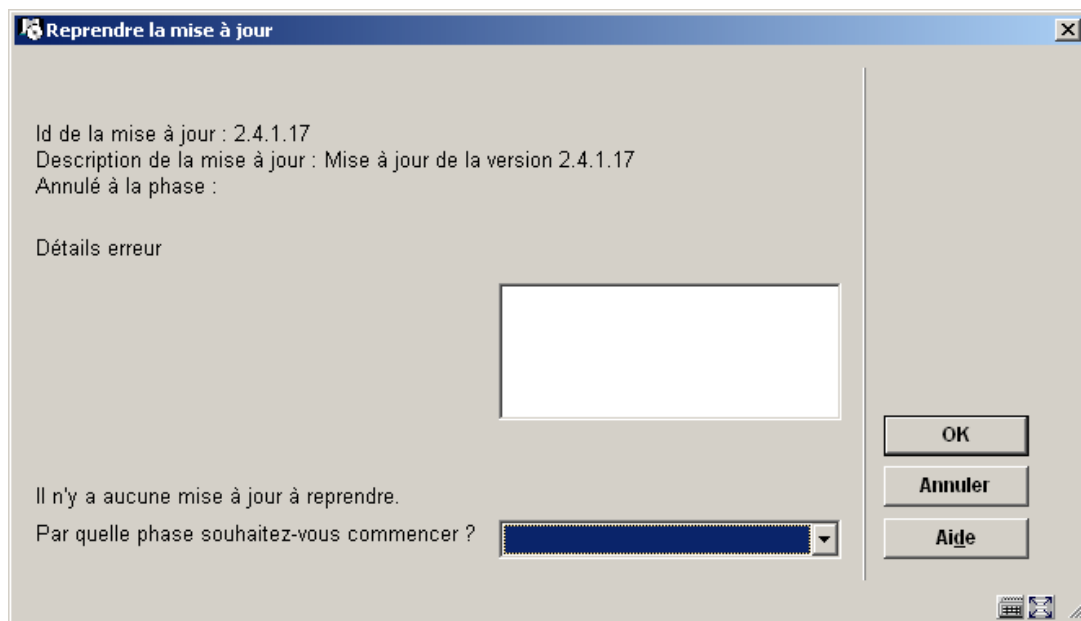 Reprendre la mise à jour
Id de la mise à jour : 2.4.1.17
Description de la mise à jour : Mise à jour de la version 2.4.1.17
Annulé à la phase :
Détails erreur
Il n'y a aucune mise à jour à reprendre.
Par quelle phase souhaitez-vous commencer ?
OK
Annuler
Aide